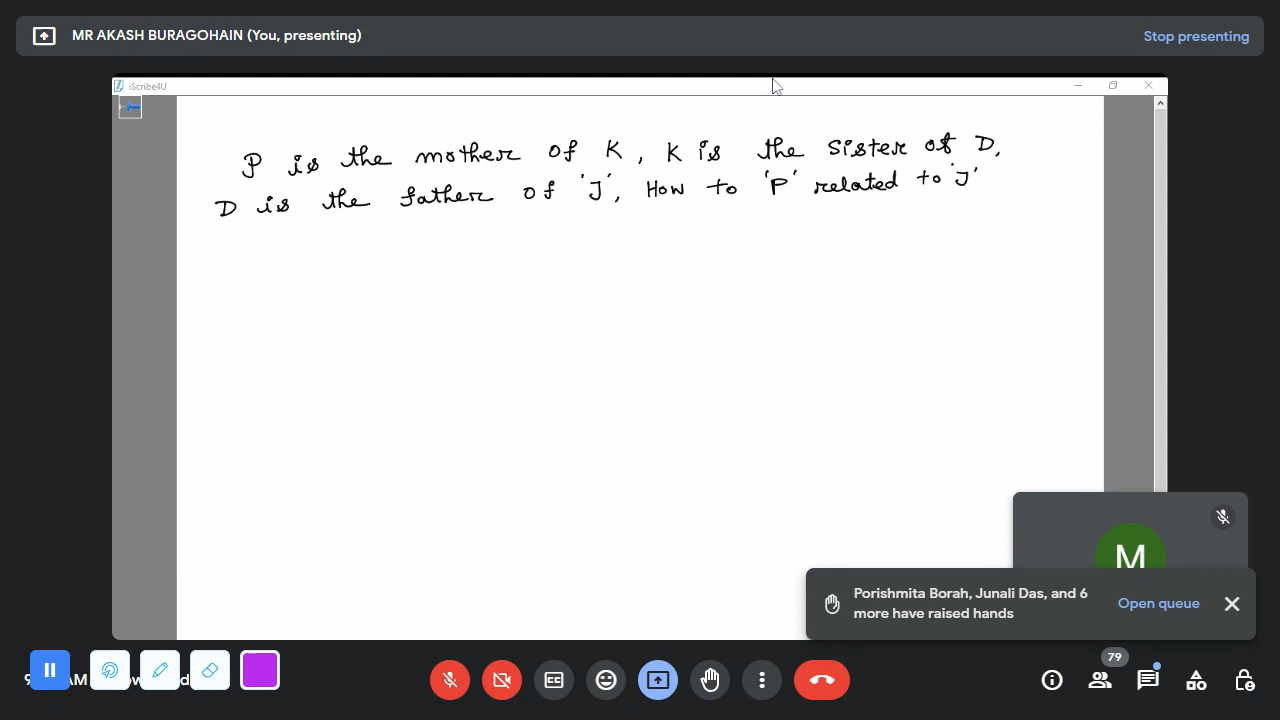 MR AKASH BURAGOHAIN (You, presenting)
Stop presenting
iScribe4U
P is the mother of K, K is the sister of D,
D is the father of 'J', How to 'P' related to 'J'
M
Porishmita Borah, Junali Das, and 6
more have raised hands
Open queue
79